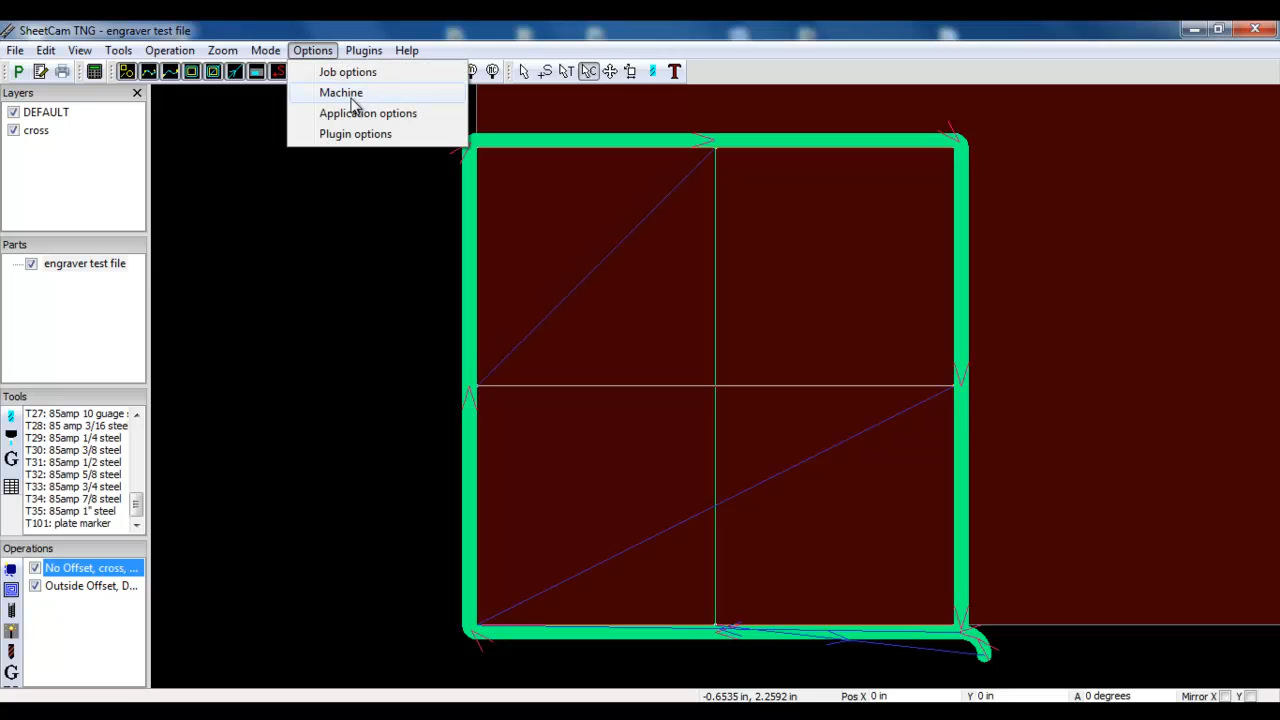 SheetCam TNG - engraver test file
File Edit View Tools Operation Zoom Mode Options Plugins Help
Job options
Machine
Application options
Plugin options
P
T
C
T
Layers
DEFAULT
cross
Parts
engraver test file
Tools
T27: 85amp 10 guage s
T28: 85 amp 3/16 steel
T29: 85amp 1/4 steel
T30: 85amp 3/8 steel
T31: 85amp 1/2 steel
T32: 85amp 5/8 steel
T33: 85amp 3/4 steel
T34: 85amp 7/8 steel
T35: 85amp 1" steel
T101: plate marker
G
Operations
No Offset, cross, ...
Outside Offset, D...
G
-0.6535 in, 2.2592 in Pos X 0 in Y 0 in A 0 degrees Mirror X Y